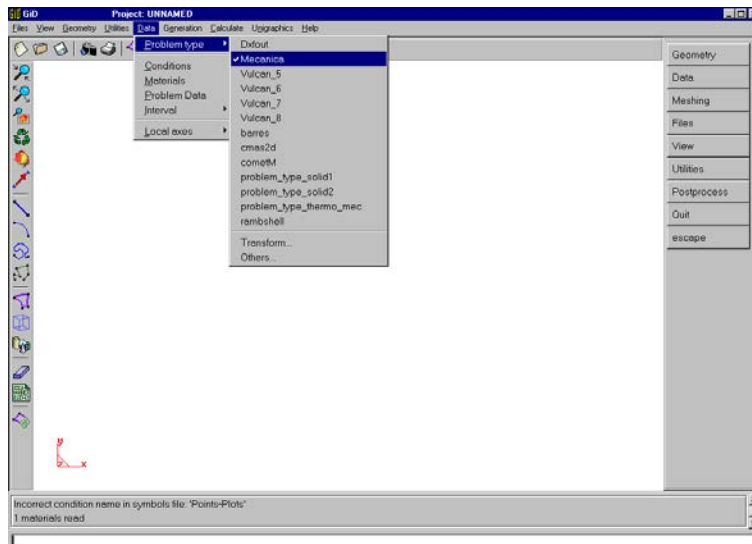 GiD Project: UNNAMED
Files View Geometry Utilities Data Generation Calculate Unigraphics Help
Problem type
Conditions
Materials
Problem Data
Interval
Local axes
Dxfout
Mecanica
Vulcan_5
Vulcan_6
Vulcan_7
Vulcan_8
barres
cmas2d
cometM
problem_type_solid1
problem_type_solid2
problem_type_thermo_mec
rambshell
Transform...
Others...
Geometry
Data
Meshing
Files
View
Utilities
Postprocess
Quit
escape
y
z x
Incorrect condition name in symbols file: 'Points-Plots'
1 materials read